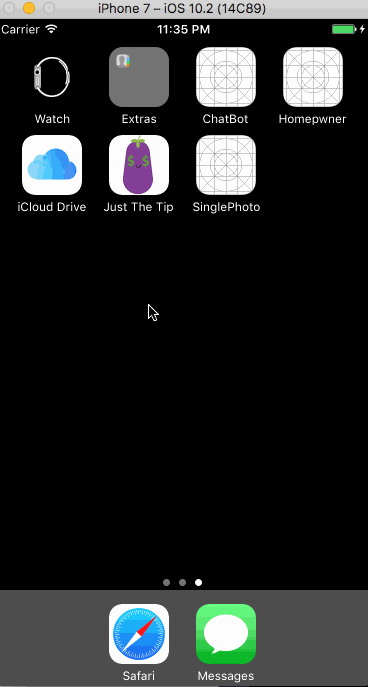 iPhone 7 – iOS 10.2 (14C89)
Carrier 11:35 PM
Watch Extras ChatBot Homepwner
$ $
iCloud Drive Just The Tip SinglePhoto
Safari Messages